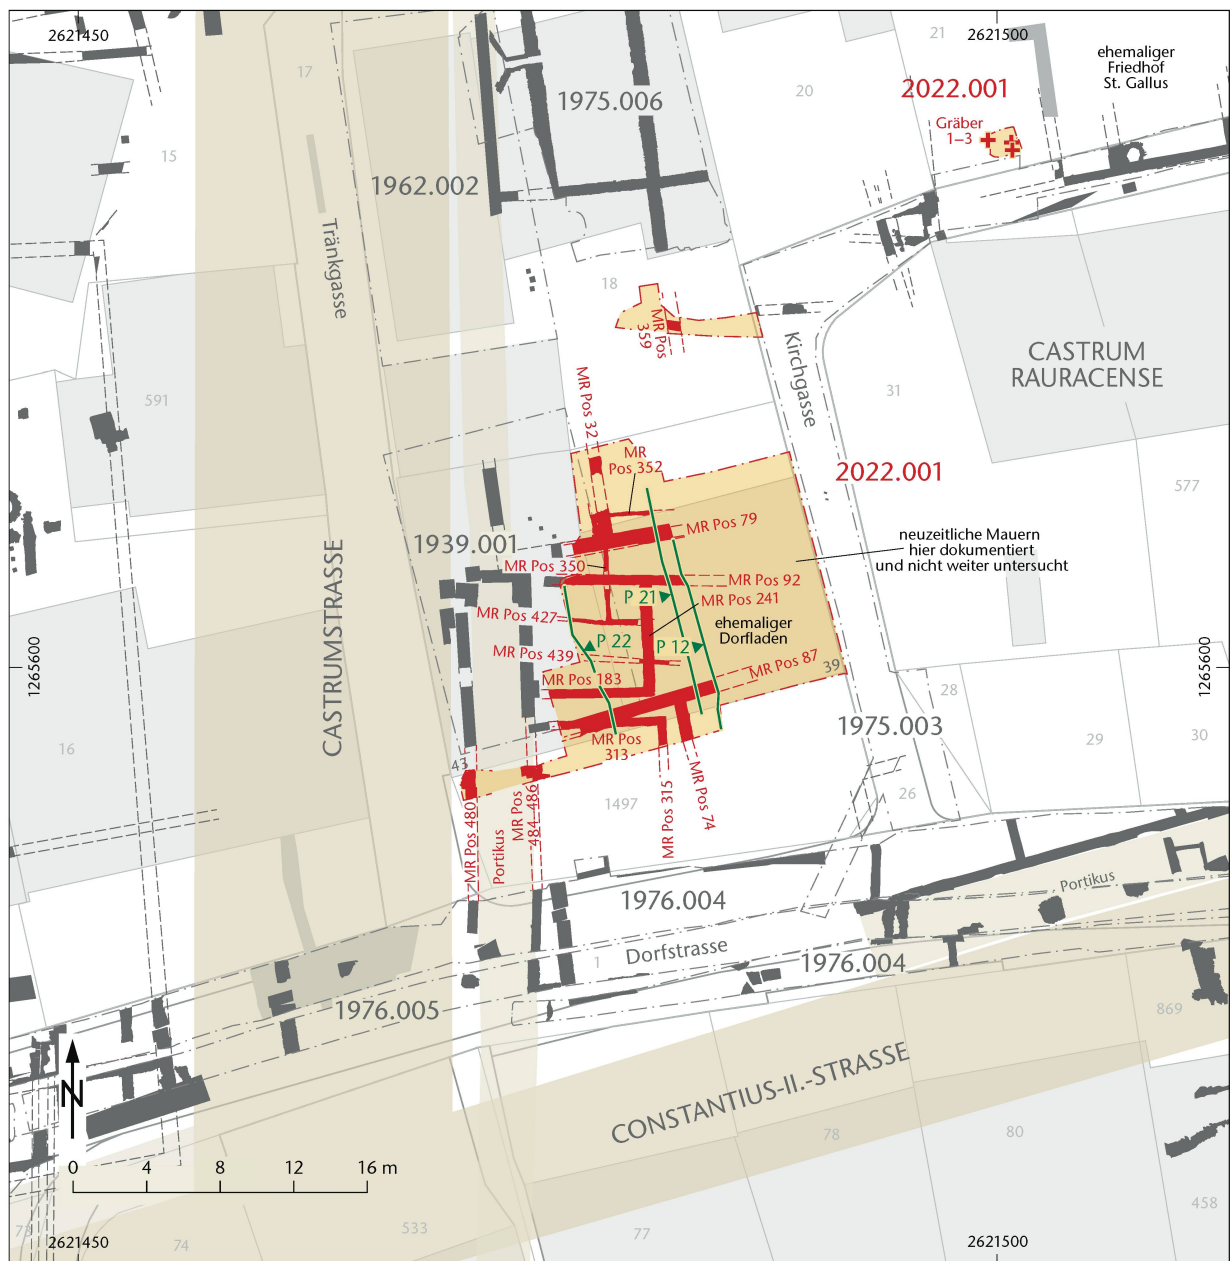 2621450
2621500
21
ehemaliger
Friedhof
St. Gallus
17
20
2022.001
1975.006
Gräber
1–3
15
1962.002
Tränkgasse
18
MR Pos
359
Kirchgasse
CASTRUM
RAURACENSE
591
31
MR Pos 32
MR
Pos 352
2022.001
577
MR Pos 79
1939.001
neuzeitliche Mauern
hier dokumentiert
und nicht weiter untersucht
MR Pos 350
MR Pos 92
P 21
MR Pos 241
MR Pos 427
ehemaliger
Dorfladen
P 22
P 12
CASTRUMSTRASSE
1265600
1265600
MR Pos 439
MR Pos 87
39
MR Pos 183
28
1975.003
16
MR Pos
313
29
30
43
26
1497
MR Pos 480
Portikus
MR Pos
484–486
MR Pos 315
MR Pos 74
Portikus
1976.004
Dorfstrasse
1
1976.004
1976.005
869
N
CONSTANTIUS-II.-STRASSE
78
80
0
4
8
12
16 m
458
73
74
533
77
2621450
2621500